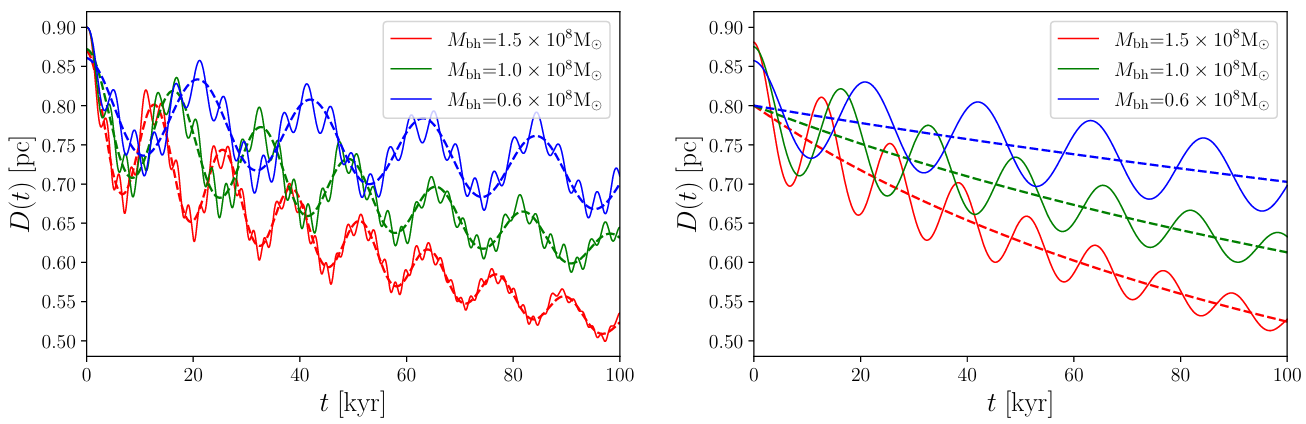 0.90
0.85
0.80
0.75
0.70
0.65
0.60
0.55
0.50
D(t) [pc]
0 20 40 60 80 100
t [kyr]
M_bh=1.5 × 10^8 M_⊙
M_bh=1.0 × 10^8 M_⊙
M_bh=0.6 × 10^8 M_⊙
0.90
0.85
0.80
0.75
0.70
0.65
0.60
0.55
0.50
D(t) [pc]
0 20 40 60 80 100
t [kyr]
M_bh=1.5 × 10^8 M_⊙
M_bh=1.0 × 10^8 M_⊙
M_bh=0.6 × 10^8 M_⊙